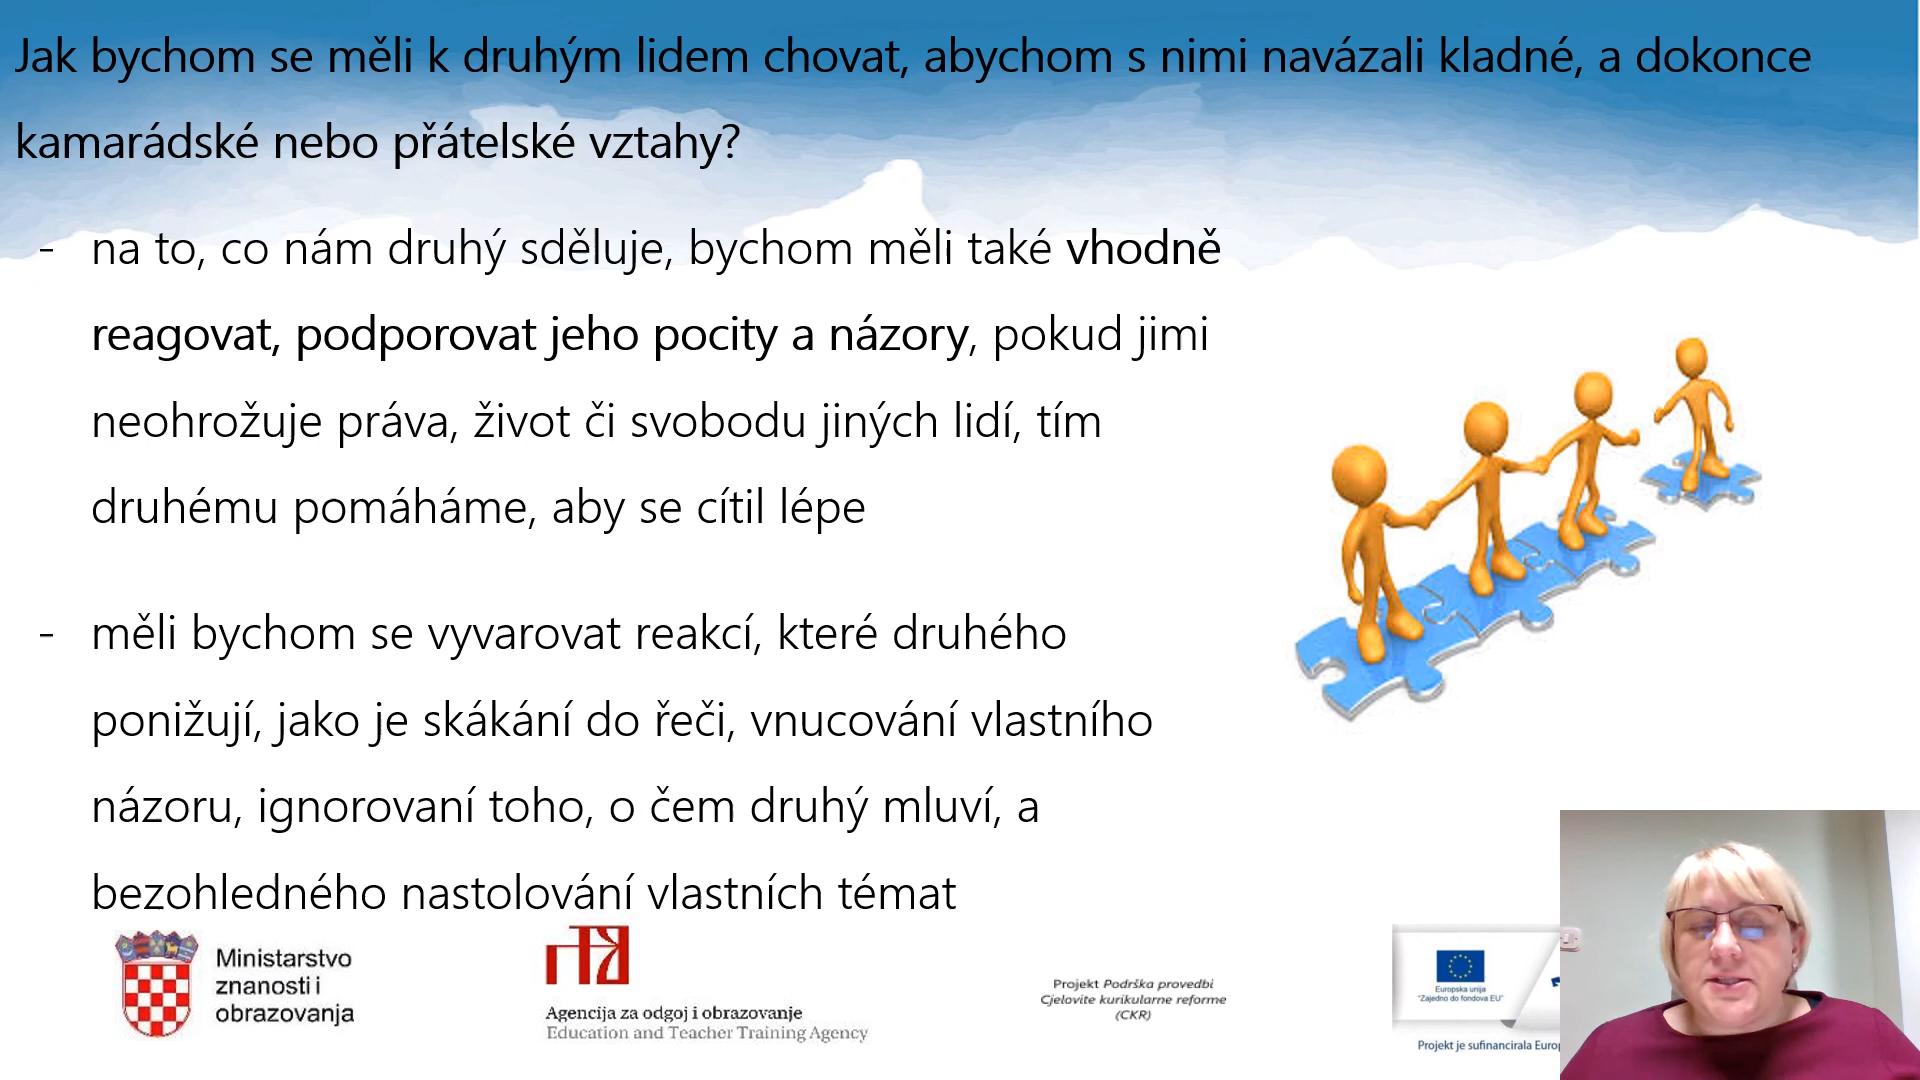 Jak bychom se měli k druhým lidem chovat, abychom s nimi navázali kladné, a dokonce
kamarádské nebo přátelské vztahy?
- na to, co nám druhý sděluje, bychom měli také vhodně
reagovat, podporovat jeho pocity a názory, pokud jimi
neohrožuje práva, život či svobodu jiných lidí, tím
druhému pomáháme, aby se cítil lépe
- měli bychom se vyvarovat reakcí, které druhého
ponižují, jako je skákání do řeči, vnucování vlastního
názoru, ignorovaní toho, o čem druhý mluví, a
bezohledného nastolování vlastních témat
Ministarstvo
znanosti i
obrazovanja
Agencija za odgoj i obrazovanje
Education and Teacher Training Agency
Projekt Podrška provedbi
Cjelovite kurikularne reforme
(CKR)
Europska unija
"Zajedno do fondova EU"
Projekt je sufinancirala